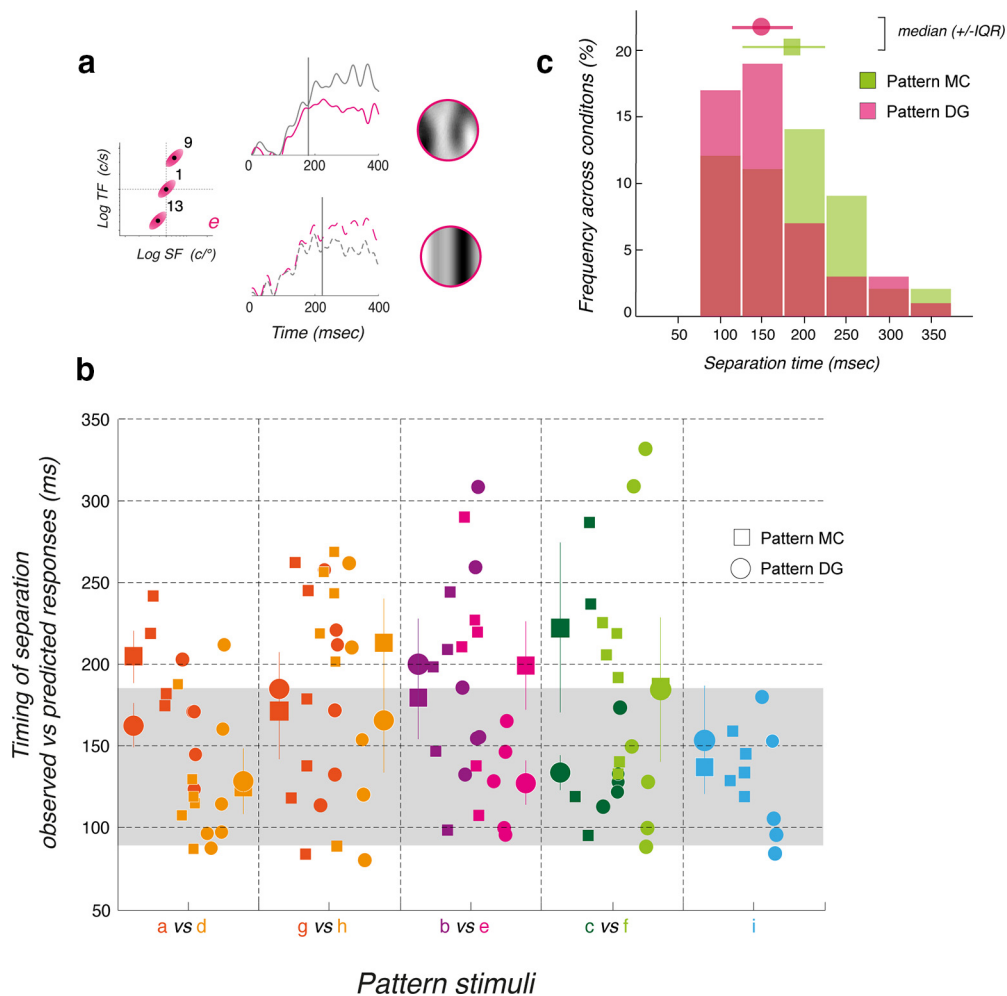 a
9
1
13
e
Log TF (c/s)
Log SF (c/°)
0
200
400
0
200
400
Time (msec)
c
median (+/-IQR)
Pattern MC
Pattern DG
Frequency across conditons (%)
20
15
10
5
0
50 100 150 200 250 300 350
Separation time (msec)
b
Timing of separation
observed vs predicted responses (ms)
350
300
250
200
150
100
50
Pattern MC
Pattern DG
a vs d
g vs h
b vs e
c vs f
i
Pattern stimuli